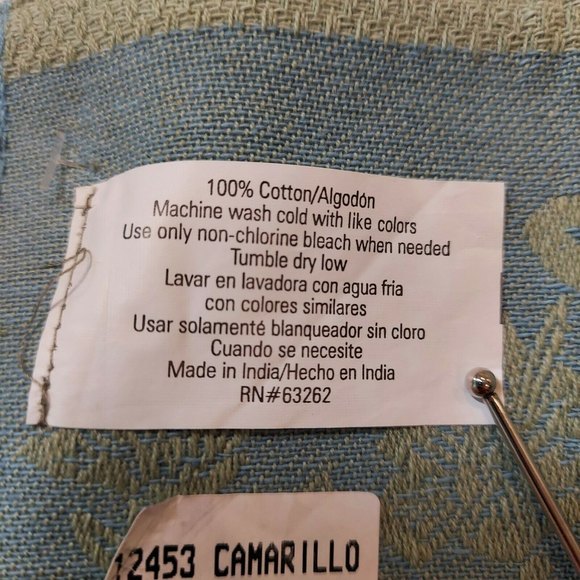 100% Cotton/Algodón
Machine wash cold with like colors
Use only non-chlorine bleach when needed
Tumble dry low
Lavar en lavadora con agua fria
con colores similares
Usar solamenté blanqueador sin cloro
Cuando se necesite
Made in India/Hecho en India
RN#63262
12453 CAMARILLO